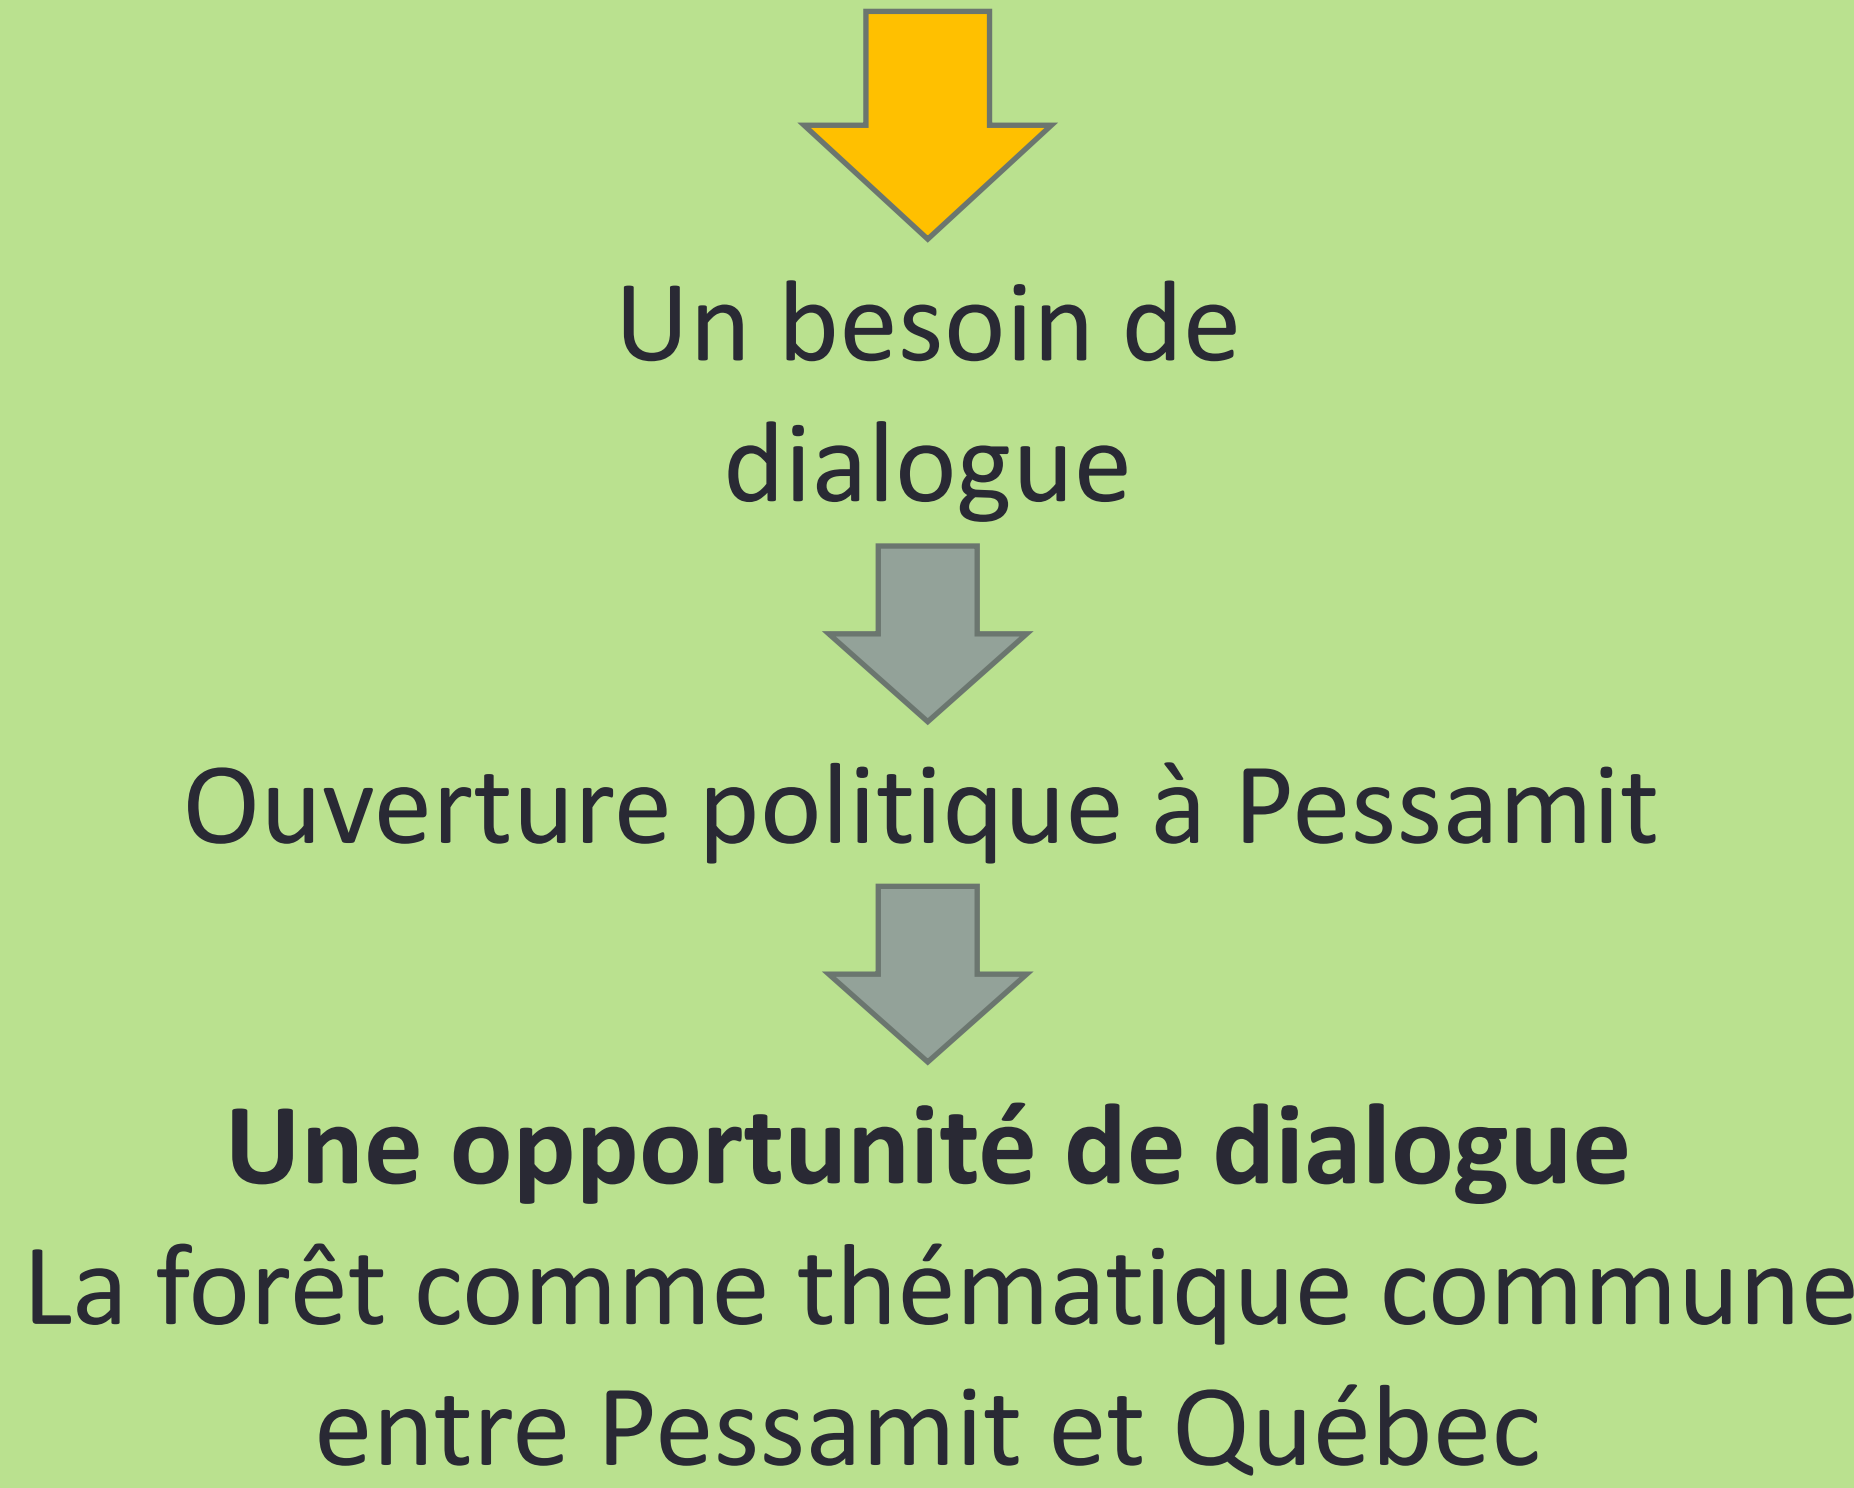 Un besoin de
dialogue
Ouverture politique à Pessamit
Une opportunité de dialogue
La forêt comme thématique commune
entre Pessamit et Québec